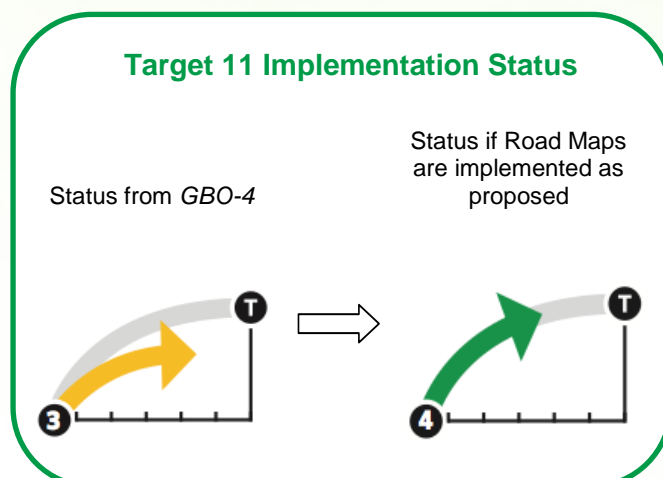 Target 11 Implementation Status
Status from GBO-4
Status if Road Maps
are implemented as
proposed
T
3
T
4